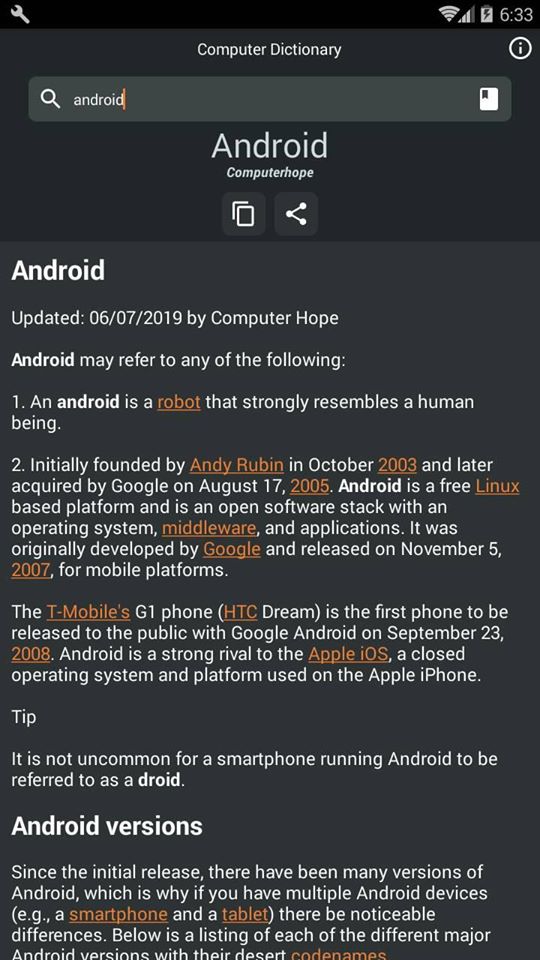 6:33
Computer Dictionary
android
Android
Computerhope
Android
Updated: 06/07/2019 by Computer Hope
Android may refer to any of the following:
1. An android is a robot that strongly resembles a human
being.
2. Initially founded by Andy Rubin in October 2003 and later
acquired by Google on August 17, 2005. Android is a free Linux
based platform and is an open software stack with an
operating system, middleware, and applications. It was
originally developed by Google and released on November 5,
2007, for mobile platforms.
The T-Mobile's G1 phone (HTC Dream) is the first phone to be
released to the public with Google Android on September 23,
2008. Android is a strong rival to the Apple iOS, a closed
operating system and platform used on the Apple iPhone.
Tip
It is not uncommon for a smartphone running Android to be
referred to as a droid.
Android versions
Since the initial release, there have been many versions of
Android, which is why if you have multiple Android devices
(e.g., a smartphone and a tablet) there be noticeable
differences. Below is a listing of each of the different major
Android versions with their desert codenames